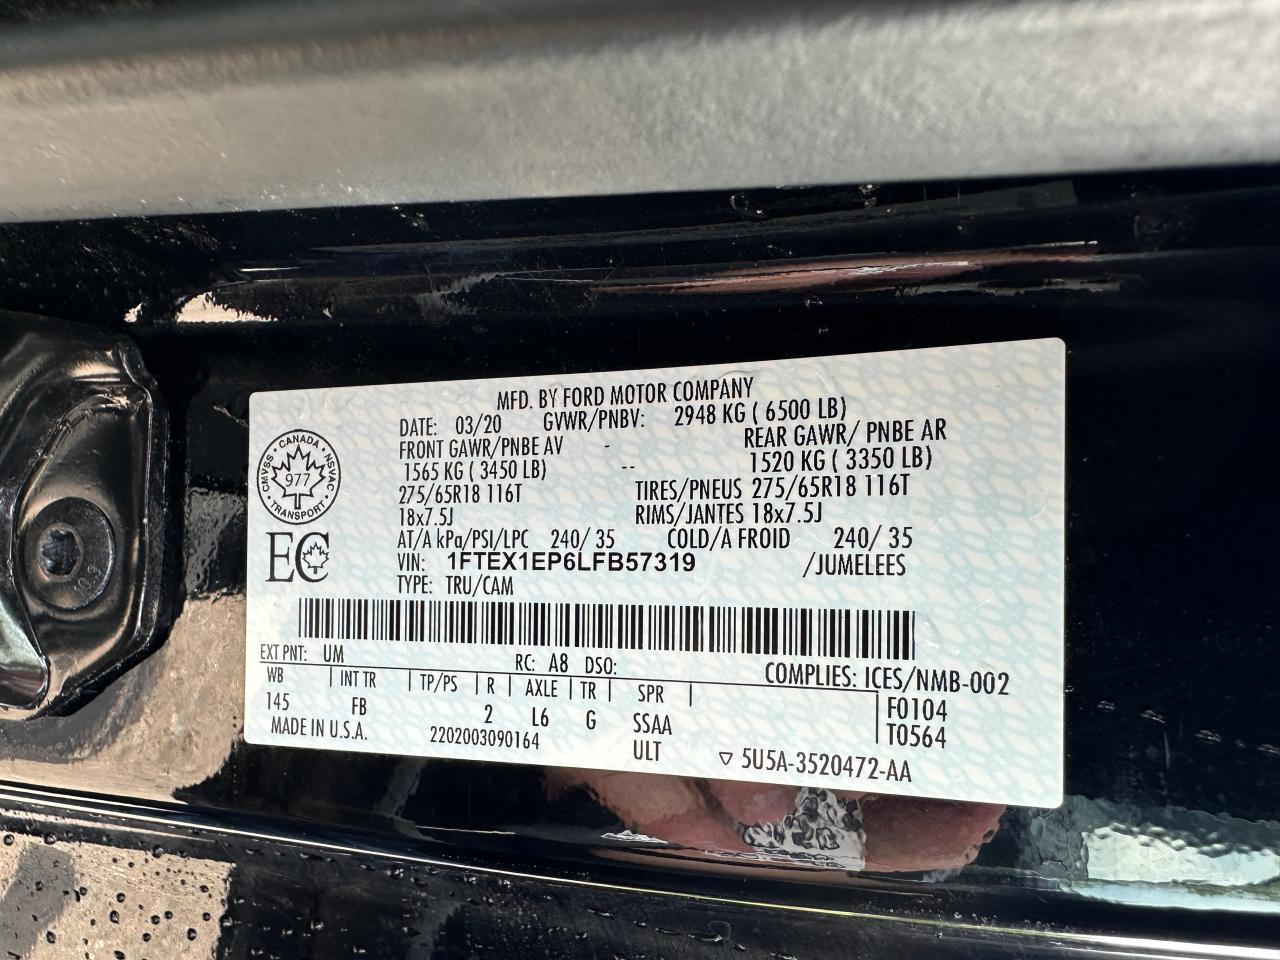 MFD. BY FORD MOTOR COMPANY
DATE: 03/20 GVWR/PNBV: 2948 KG ( 6500 LB)
FRONT GAWR/PNBE AV - REAR GAWR/ PNBE AR
1565 KG ( 3450 LB) -- 1520 KG ( 3350 LB)
275/65R18 116T TIRES/PNEUS 275/65R18 116T
18x7.5J RIMS/JANTES 18x7.5J
AT/A kPa/PSI/LPC 240/ 35 COLD/A FROID 240/ 35
VIN: 1FTEX1EP6LFB57319 /JUMELEES
TYPE: TRU/CAM
CANADA
CMVSS NSVAC
977
TRANSPORT
EC
EXT PNT: UM RC: A8 DSO: COMPLIES: ICES/NMB-002
WB | INT TR | TP/PS | R | AXLE | TR | SPR |
145 FB 2 L6 G SSAA F0104
T0564
MADE IN U.S.A. 2202003090164 ULT ▽ 5U5A-3520472-AA
10.9